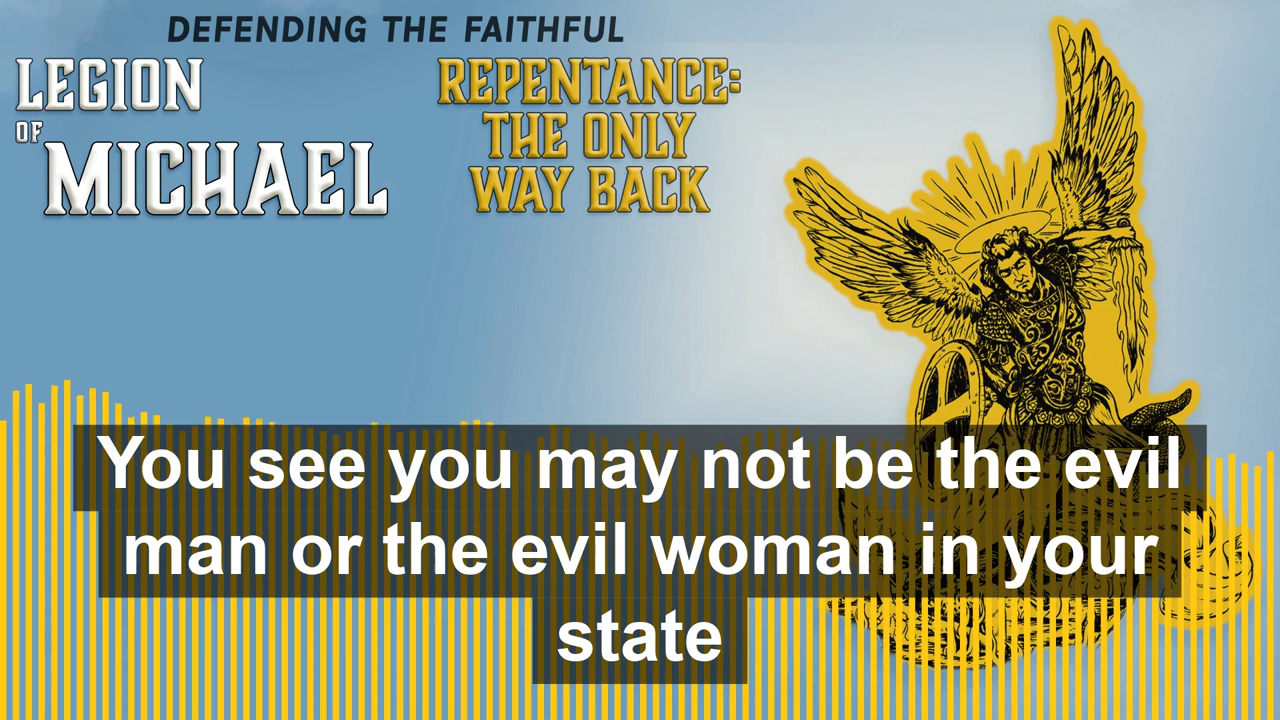 DEFENDING THE FAITHFUL
LEGION
OF
MICHAEL
REPENTANCE:
THE ONLY
WAY BACK
You see you may not be the evil
man or the evil woman in your
state